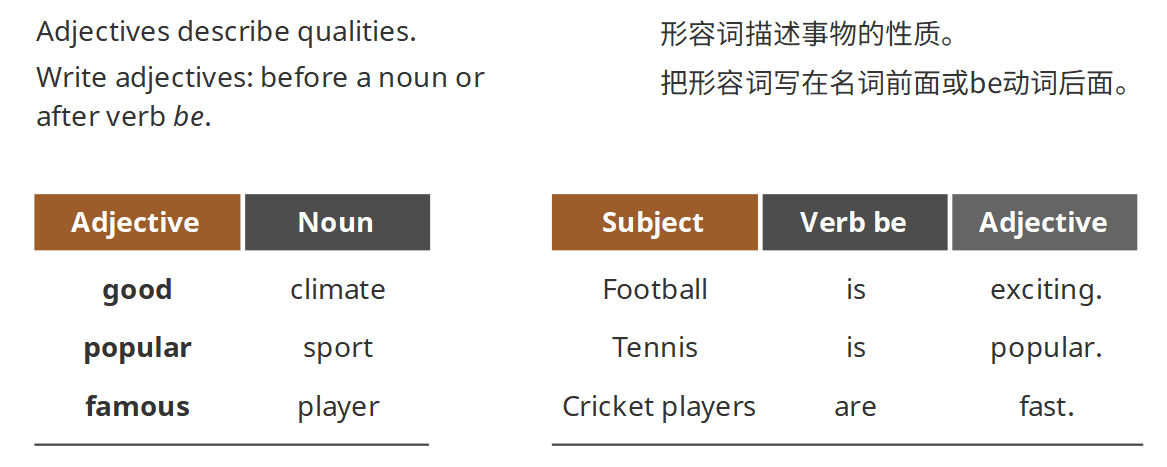 Adjectives describe qualities.
Write adjectives: before a noun or
after verb be.
形容词描述事物的性质。
把形容词写在名词前面或be动词后面。
Adjective Noun
good climate
popular sport
famous player
Subject Verb be Adjective
Football is exciting.
Tennis is popular.
Cricket players are fast.